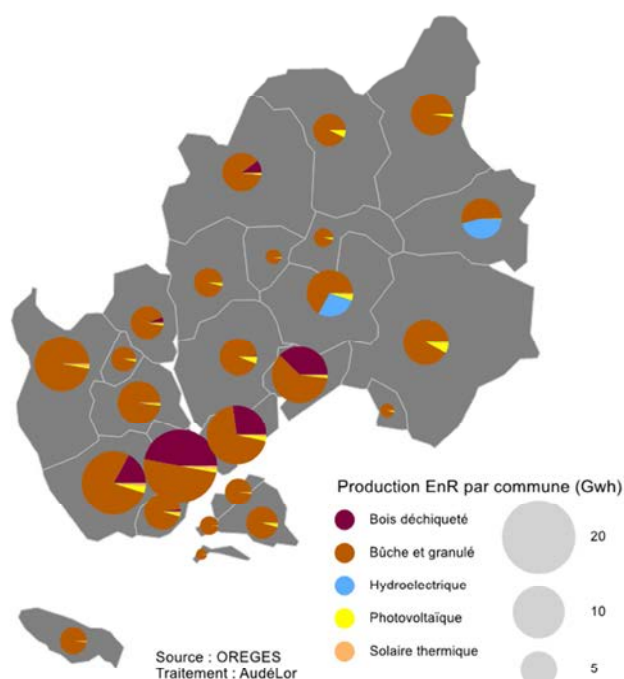 Production EnR par commune (Gwh)
Bois déchiqueté
Bûche et granulé
Hydroelectrique
Photovoltaïque
Solaire thermique
20
10
5
Source : OREGES
Traitement : AudéLor